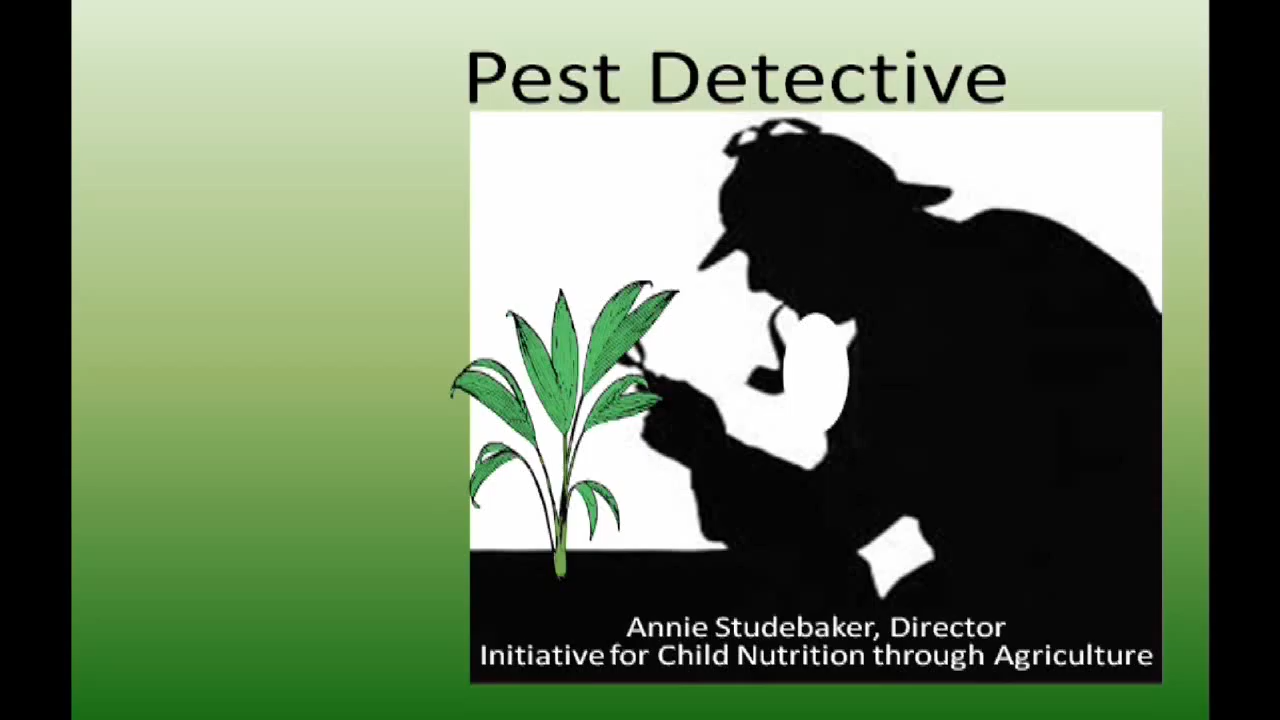 Pest Detective
Annie Studebaker, Director
Initiative for Child Nutrition through Agriculture